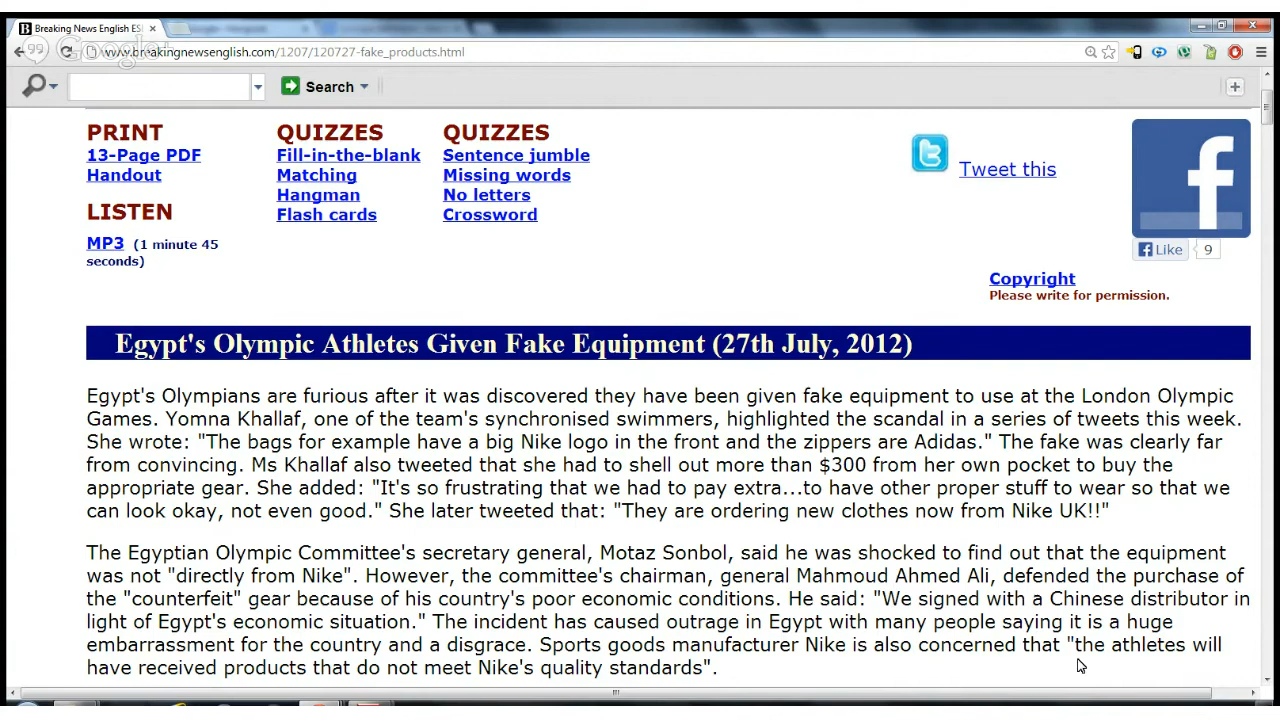 Breaking News English ES
Google+
www.breakingnewsenglish.com/1207/120727-fake_products.html
Search
PRINT
13-Page PDF
Handout
LISTEN
MP3 (1 minute 45
seconds)
QUIZZES
Fill-in-the-blank
Matching
Hangman
Flash cards
QUIZZES
Sentence jumble
Missing words
No letters
Crossword
Tweet this
Like 9
Copyright
Please write for permission.
Egypt's Olympic Athletes Given Fake Equipment (27th July, 2012)
Egypt's Olympians are furious after it was discovered they have been given fake equipment to use at the London Olympic
Games. Yomna Khallaf, one of the team's synchronised swimmers, highlighted the scandal in a series of tweets this week.
She wrote: "The bags for example have a big Nike logo in the front and the zippers are Adidas." The fake was clearly far
from convincing. Ms Khallaf also tweeted that she had to shell out more than $300 from her own pocket to buy the
appropriate gear. She added: "It's so frustrating that we had to pay extra...to have other proper stuff to wear so that we
can look okay, not even good." She later tweeted that: "They are ordering new clothes now from Nike UK!!"
The Egyptian Olympic Committee's secretary general, Motaz Sonbol, said he was shocked to find out that the equipment
was not "directly from Nike". However, the committee's chairman, general Mahmoud Ahmed Ali, defended the purchase of
the "counterfeit" gear because of his country's poor economic conditions. He said: "We signed with a Chinese distributor in
light of Egypt's economic situation." The incident has caused outrage in Egypt with many people saying it is a huge
embarrassment for the country and a disgrace. Sports goods manufacturer Nike is also concerned that "the athletes will
have received products that do not meet Nike's quality standards".